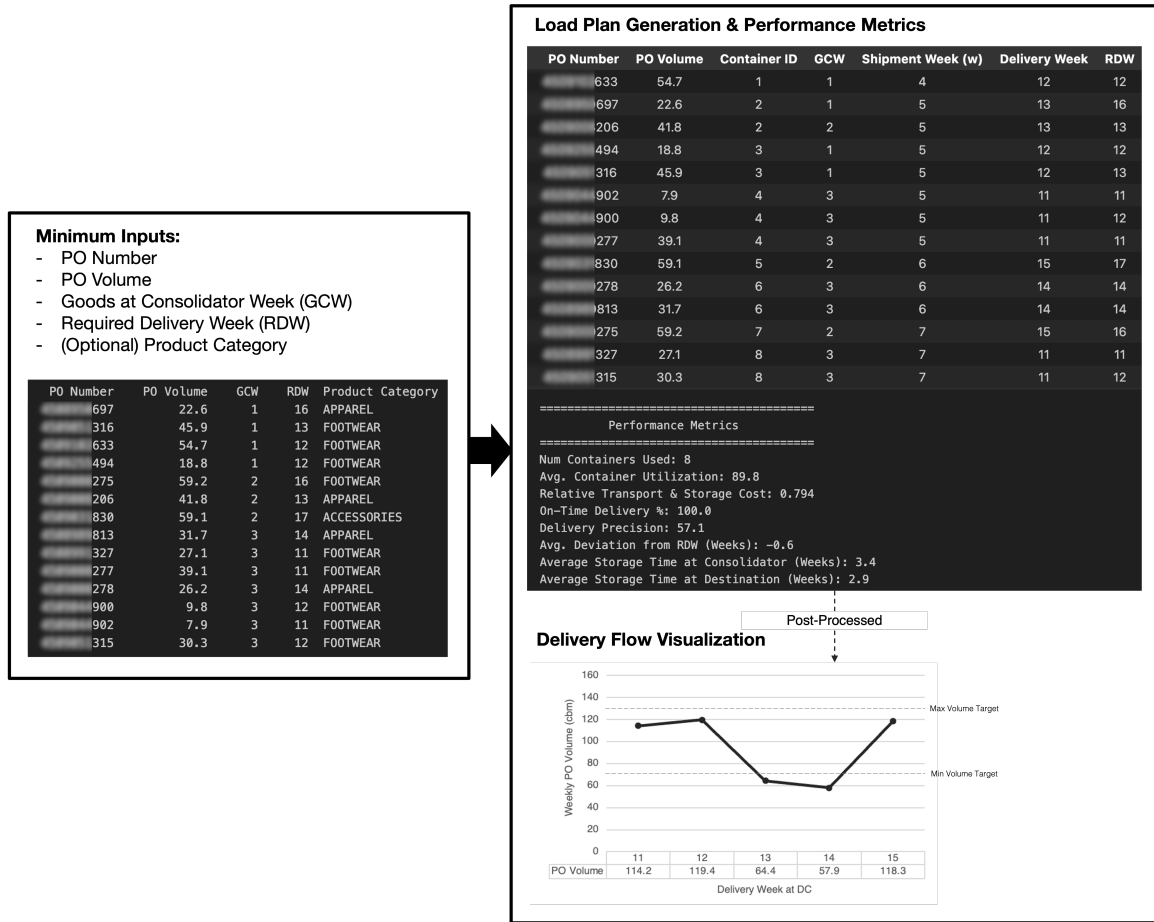 Minimum Inputs:
- PO Number
- PO Volume
- Goods at Consolidator Week (GCW)
- Required Delivery Week (RDW)
- (Optional) Product Category
PO Number PO Volume GCW RDW Product Category
697 22.6 1 16 APPAREL
316 45.9 1 13 FOOTWEAR
633 54.7 1 12 FOOTWEAR
494 18.8 1 12 FOOTWEAR
275 59.2 2 16 FOOTWEAR
206 41.8 2 13 APPAREL
830 59.1 2 17 ACCESSORIES
813 31.7 3 14 APPAREL
327 27.1 3 11 FOOTWEAR
277 39.1 3 11 FOOTWEAR
278 26.2 3 14 APPAREL
900 9.8 3 12 FOOTWEAR
902 7.9 3 11 FOOTWEAR
315 30.3 3 12 FOOTWEAR
Load Plan Generation & Performance Metrics
PO Number PO Volume Container ID GCW Shipment Week (w) Delivery Week RDW
633 54.7 1 1 4 12 12
697 22.6 2 1 5 13 16
206 41.8 2 2 5 13 13
494 18.8 3 1 5 12 12
316 45.9 3 1 5 12 13
902 7.9 4 3 5 11 11
900 9.8 4 3 5 11 12
277 39.1 4 3 5 11 11
830 59.1 5 2 6 15 17
278 26.2 6 3 6 14 14
813 31.7 6 3 6 14 14
275 59.2 7 2 7 15 16
327 27.1 8 3 7 11 11
315 30.3 8 3 7 11 12
========================================
Performance Metrics
========================================
Num Containers Used: 8
Avg. Container Utilization: 89.8
Relative Transport & Storage Cost: 0.794
On-Time Delivery %: 100.0
Delivery Precision: 57.1
Avg. Deviation from RDW (Weeks): -0.6
Average Storage Time at Consolidator (Weeks): 3.4
Average Storage Time at Destination (Weeks): 2.9
Post-Processed
Delivery Flow Visualization
Weekly PO Volume (cbm)
160
140
Max Volume Target
120
100
80
Min Volume Target
60
40
20
0
11 12 13 14 15
PO Volume 114.2 119.4 64.4 57.9 118.3
Delivery Week at DC